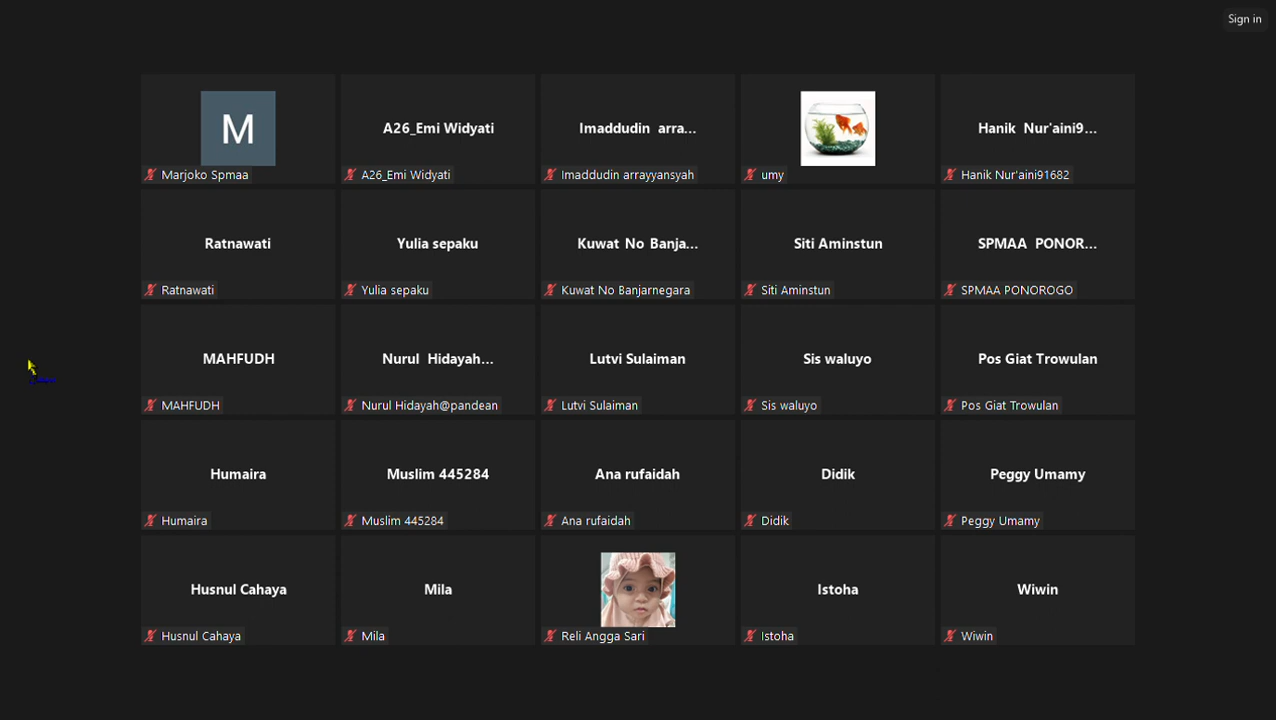 Sign in
M
A26_Emi Widyati
Imaddudin arra...
Hanik Nur'aini9...
Marjoko Spmaa
A26_Emi Widyati
Imaddudin arrayyansyah
umy
Hanik Nur'aini91682
Ratnawati
Yulia sepaku
Kuwat No Banja...
Siti Aminstun
SPMAA PONOR...
Ratnawati
Yulia sepaku
Kuwat No Banjarnegara
Siti Aminstun
SPMAA PONOROGO
MAHFUDH
Nurul Hidayah...
Lutvi Sulaiman
Sis waluyo
Pos Giat Trowulan
MAHFUDH
Nurul Hidayah@pandean
Lutvi Sulaiman
Sis waluyo
Pos Giat Trowulan
Humaira
Muslim 445284
Ana rufaidah
Didik
Peggy Umamy
Humaira
Muslim 445284
Ana rufaidah
Didik
Peggy Umamy
Husnul Cahaya
Mila
Istoha
Wiwin
Husnul Cahaya
Mila
Reli Angga Sari
Istoha
Wiwin